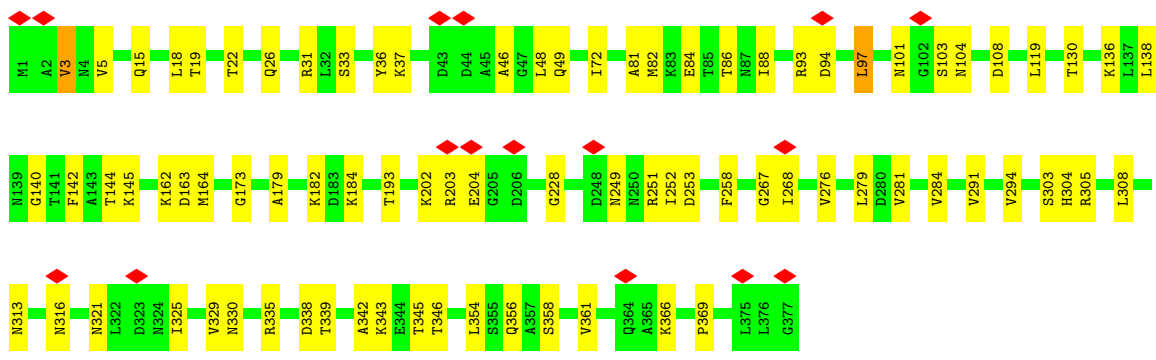 M1 A2 V3 N4 V5 Q15 L18 T19 T22 Q26 R31 L32 S33 Y36 K37 D43 D44 A45 A46 G47 L48 Q49 I72 A81 M82 K83 E84 T85 T86 N87 I88 R93 D94 L97 N101 G102 S103 N104 D108 L119 T130 K136 L137 L138
N139 G140 T141 F142 A143 T144 K145 K162 D163 M164 G173 A179 K182 D183 K184 T193 K202 R203 E204 G205 D206 G228 D248 N249 N250 R251 I252 D253 F258 G267 I268 V276 L279 D280 V281 V284 V291 V294 S303 H304 R305 L308
N313 N316 N321 L322 D323 N324 I325 V329 N330 R335 D338 T339 A342 K343 E344 T345 T346 L354 S355 Q356 A357 S358 V361 Q364 A365 K366 P369 L375 L376 G377